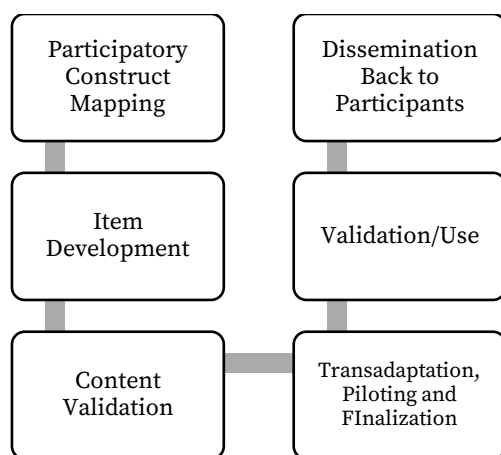 Participatory
Construct
Mapping
Item
Development
Content
Validation
Transadaptation,
Piloting and
FInalization
Validation/Use
Dissemination
Back to
Participants